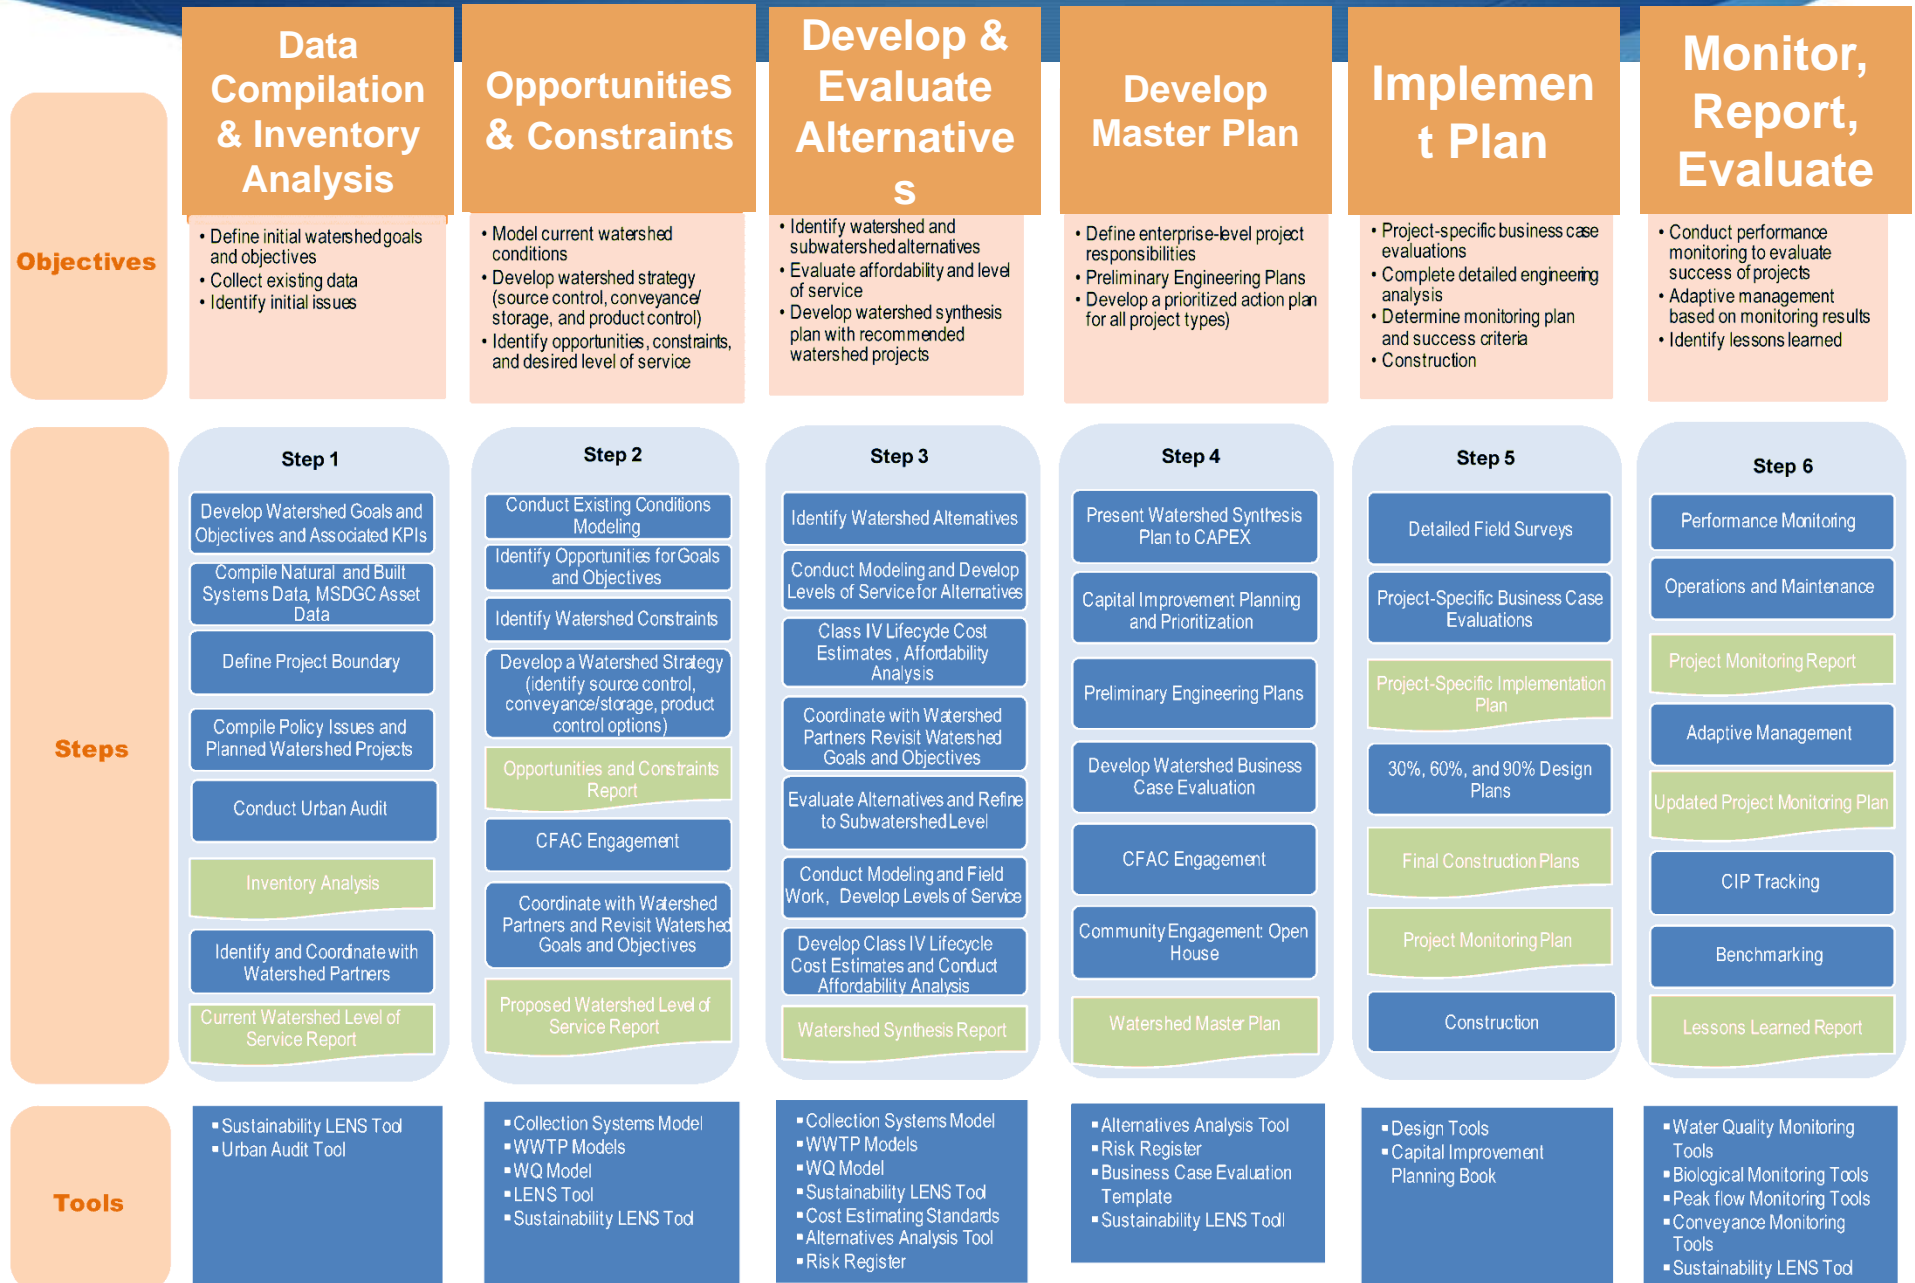 Data
Compilation
& Inventory
Analysis
Opportunities
& Constraints
Develop &
Evaluate
Alternative
s
Develop
Master Plan
Implemen
t Plan
Monitor,
Report,
Evaluate
Objectives
• Define initial watershed goals
and objectives
• Collect existing data
• Identify initial issues
• Model current watershed
conditions
• Develop watershed strategy
(source control, conveyance/
storage, and product control)
• Identify opportunities, constraints,
and desired level of service
• Identify watershed and
subwatershed alternatives
• Evaluate affordability and level
of service
• Develop watershed synthesis
plan with recommended
watershed projects
• Define enterprise-level project
responsibilities
• Preliminary Engineering Plans
• Develop a prioritized action plan
for all project types)
• Project-specific business case
evaluations
• Complete detailed engineering
analysis
• Determine monitoring plan
and success criteria
• Construction
• Conduct performance
monitoring to evaluate
success of projects
• Adaptive management
based on monitoring results
• Identify lessons learned
Steps
Step 1
Develop Watershed Goals and
Objectives and Associated KPIs
Compile Natural and Built
Systems Data, MSDGC Asset
Data
Define Project Boundary
Compile Policy Issues and
Planned Watershed Projects
Conduct Urban Audit
Inventory Analysis
Identify and Coordinate with
Watershed Partners
Current Watershed Level of
Service Report
Step 2
Conduct Existing Conditions
Modeling
Identify Opportunities for Goals
and Objectives
Identify Watershed Constraints
Develop a Watershed Strategy
(identify source control,
conveyance/storage, product
control options)
Opportunities and Constraints
Report
CFAC Engagement
Coordinate with Watershed
Partners and Revisit Watershed
Goals and Objectives
Proposed Watershed Level of
Service Report
Step 3
Identify Watershed Alternatives
Conduct Modeling and Develop
Levels of Service for Alternatives
Class IV Lifecycle Cost
Estimates , Affordability
Analysis
Coordinate with Watershed
Partners Revisit Watershed
Goals and Objectives
Evaluate Alternatives and Refine
to Subwatershed Level
Conduct Modeling and Field
Work, Develop Levels of Service
Develop Class IV Lifecycle
Cost Estimates and Conduct
Affordability Analysis
Watershed Synthesis Report
Step 4
Present Watershed Synthesis
Plan to CAPEX
Capital Improvement Planning
and Prioritization
Preliminary Engineering Plans
Develop Watershed Business
Case Evaluation
CFAC Engagement
Community Engagement: Open
House
Watershed Master Plan
Step 5
Detailed Field Surveys
Project-Specific Business Case
Evaluations
Project-Specific Implementation
Plan
30%, 60%, and 90% Design
Plans
Final Construction Plans
Project Monitoring Plan
Construction
Step 6
Performance Monitoring
Operations and Maintenance
Project Monitoring Report
Adaptive Management
Updated Project Monitoring Plan
CIP Tracking
Benchmarking
Lessons Learned Report
Tools
▪ Sustainability LENS Tool
▪ Urban Audit Tool
▪ Collection Systems Model
▪ WWTP Models
▪ WQ Model
▪ LENS Tool
▪ Sustainability LENS Tool
▪ Collection Systems Model
▪ WWTP Models
▪ WQ Model
▪ Sustainability LENS Tool
▪ Cost Estimating Standards
▪ Alternatives Analysis Tool
▪ Risk Register
▪ Alternatives Analysis Tool
▪ Risk Register
▪ Business Case Evaluation
Template
▪ Sustainability LENS Todl
▪ Design Tools
▪ Capital Improvement
Planning Book
▪ Water Quality Monitoring
Tools
▪ Biological Monitoring Tools
▪ Peak flow Monitoring Tools
▪ Conveyance Monitoring
Tools
▪ Sustainability LENS Tool